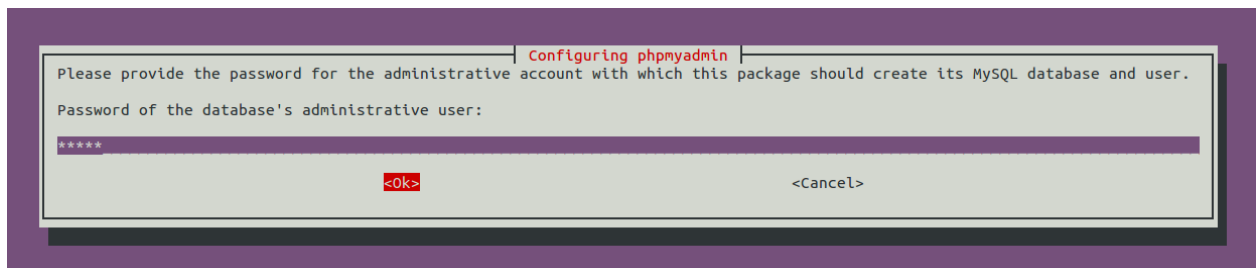 Configuring phpmyadmin
Please provide the password for the administrative account with which this package should create its MySQL database and user.
Password of the database's administrative user:
*****
<Ok> <Cancel>